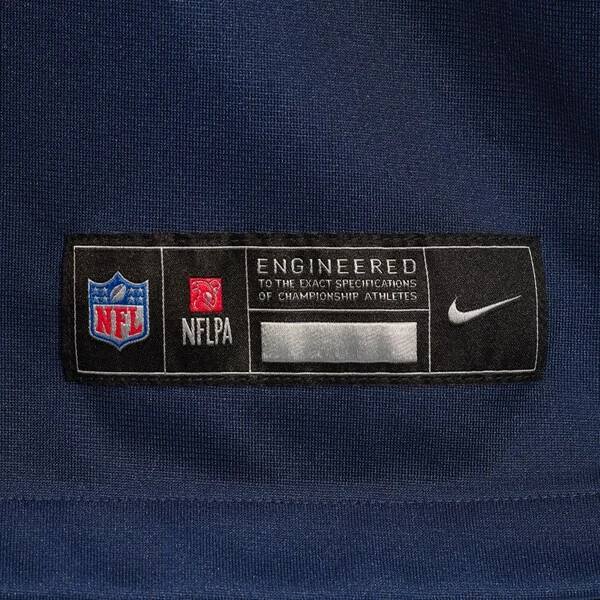 NFL
NFLPA
ENGINEERED
TO THE EXACT SPECIFICATIONS
OF CHAMPIONSHIP ATHLETES